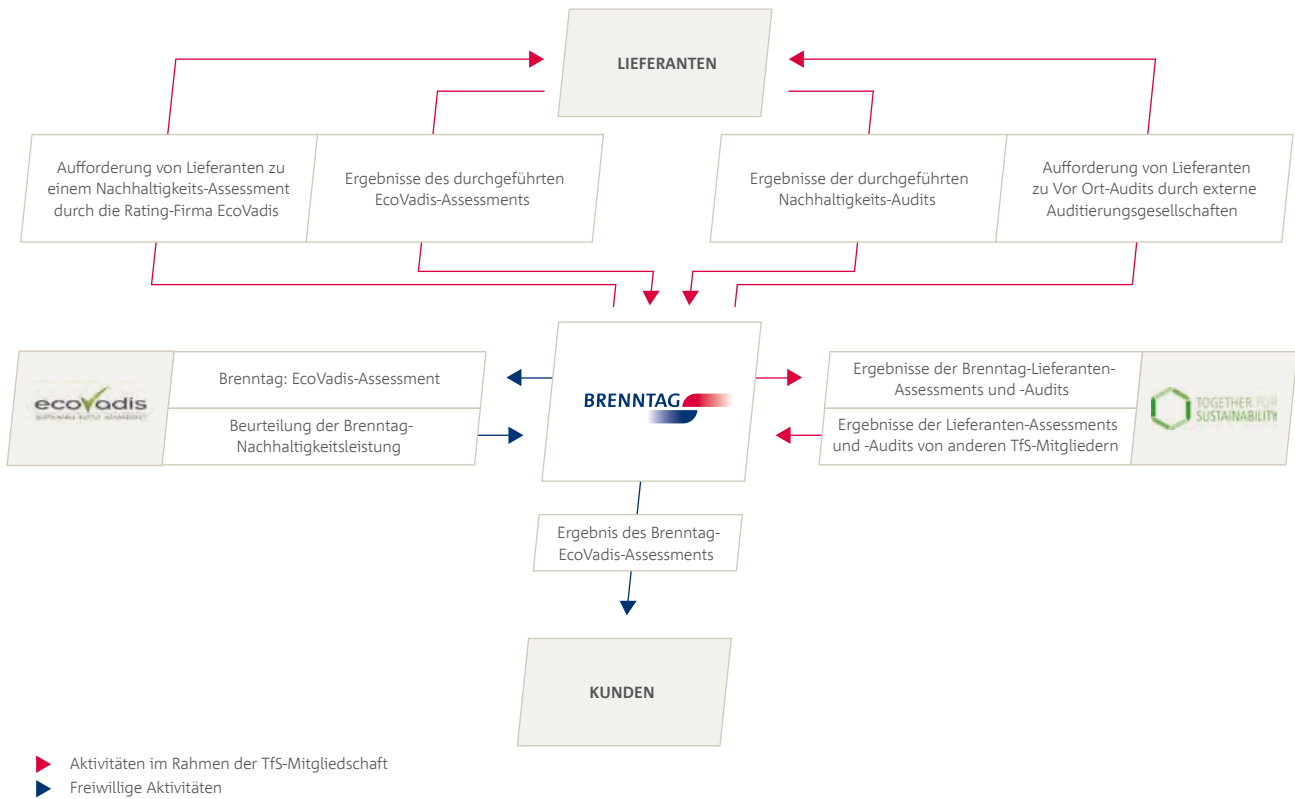 LIEFERANTEN
Aufforderung von Lieferanten zu
einem Nachhaltigkeits-Assessment
durch die Rating-Firma EcoVadis
Ergebnisse des durchgeführten
EcoVadis-Assessments
Ergebnisse der durchgeführten
Nachhaltigkeits-Audits
Aufforderung von Lieferanten
zu Vor Ort-Audits durch externe
Auditierungsgesellschaften
ecoVadis
Brenntag: EcoVadis-Assessment
Beurteilung der Brenntag-
Nachhaltigkeitsleistung
BRENNTAG
Ergebnisse der Brenntag-Lieferanten-
Assessments und -Audits
Ergebnisse der Lieferanten-Assessments
und -Audits von anderen TfS-Mitgliedern
TOGETHER FOR
SUSTAINABILITY
Ergebnis des Brenntag-
EcoVadis-Assessments
KUNDEN
Aktivitäten im Rahmen der TfS-Mitgliedschaft
Freiwillige Aktivitäten